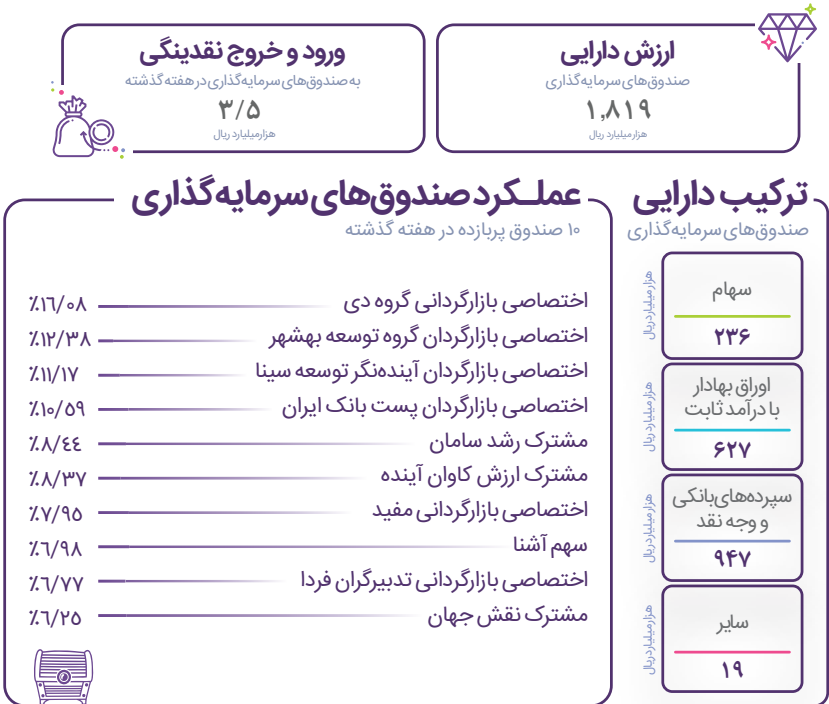 ارزش دارایی
صندوق‌های سرمایه‌گذاری
۱,۸۱۹
هزار میلیارد ریال
ورود و خروج نقدینگی
به صندوق‌های سرمایه‌گذاری در هفته گذشته
۳/۵
هزار میلیارد ریال
ترکیب دارایی
صندوق‌های سرمایه‌گذاری
سهام
۲۳۶
هزار میلیارد ریال
اوراق بهادار
با درآمد ثابت
۶۲۷
هزار میلیارد ریال
سپرده‌های بانکی
و وجه نقد
۹۴۷
هزار میلیارد ریال
سایر
۱۹
هزار میلیارد ریال
عملـکرد صندوق‌های سرمایه‌گذاری
۱۰ صندوق پربازده در هفته گذشته
اختصاصی بازارگردانی گروه دی ٪۱۶/۰۸
اختصاصی بازارگردان گروه توسعه بهشهر ٪۱۲/۳۸
اختصاصی بازارگردان آینده‌نگر توسعه سینا ٪۱۱/۱۷
اختصاصی بازارگردان پست بانک ایران ٪۱۰/۵۹
مشترک رشد سامان ٪۸/۴۴
مشترک ارزش کاوان آینده ٪۸/۳۷
اختصاصی بازارگردانی مفید ٪۷/۹۵
سهم آشنا ٪۶/۹۸
اختصاصی بازارگردانی تدبیرگران فردا ٪۶/۷۷
مشترک نقش جهان ٪۶/۲۵